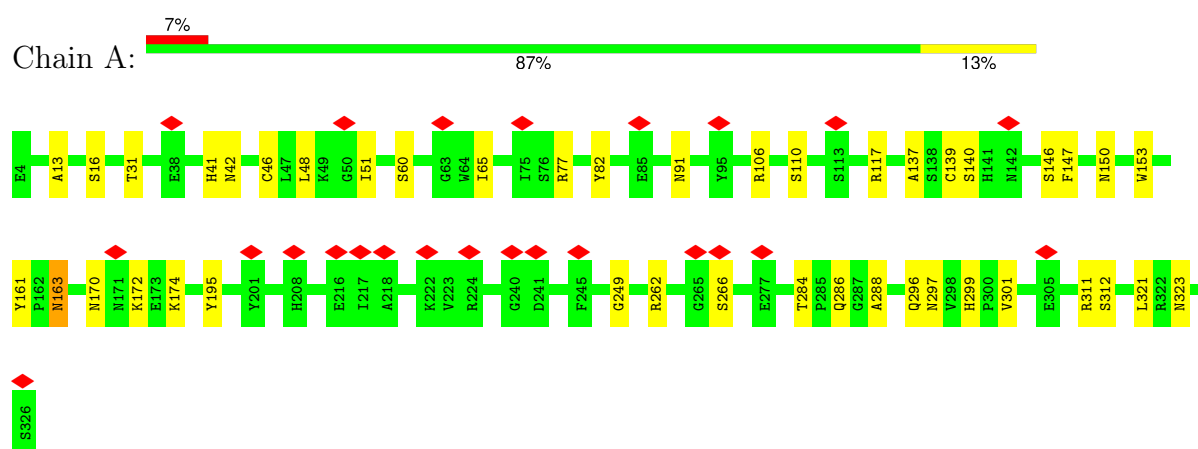 7%
Chain A:
87% 13%
E4 A13 S16 T31 E38 H41 N42 C46 L47 L48 K49 G50 I51 S60 G63 W64 I65 I75 S76 R77 Y82 E85 N91 Y95 R106 S110 S113 R117 A137 S138 C139 S140 H141 N142 S146 F147 N150 W153
Y161 P162 N163 N170 N171 K172 E173 K174 Y195 Y201 H208 E216 I217 A218 K222 V223 R224 G240 D241 F245 G249 R262 G265 S266 E277 T284 P285 Q286 G287 A288 Q296 N297 V298 H299 P300 V301 E305 R311 S312 L321 R322 N323
S326